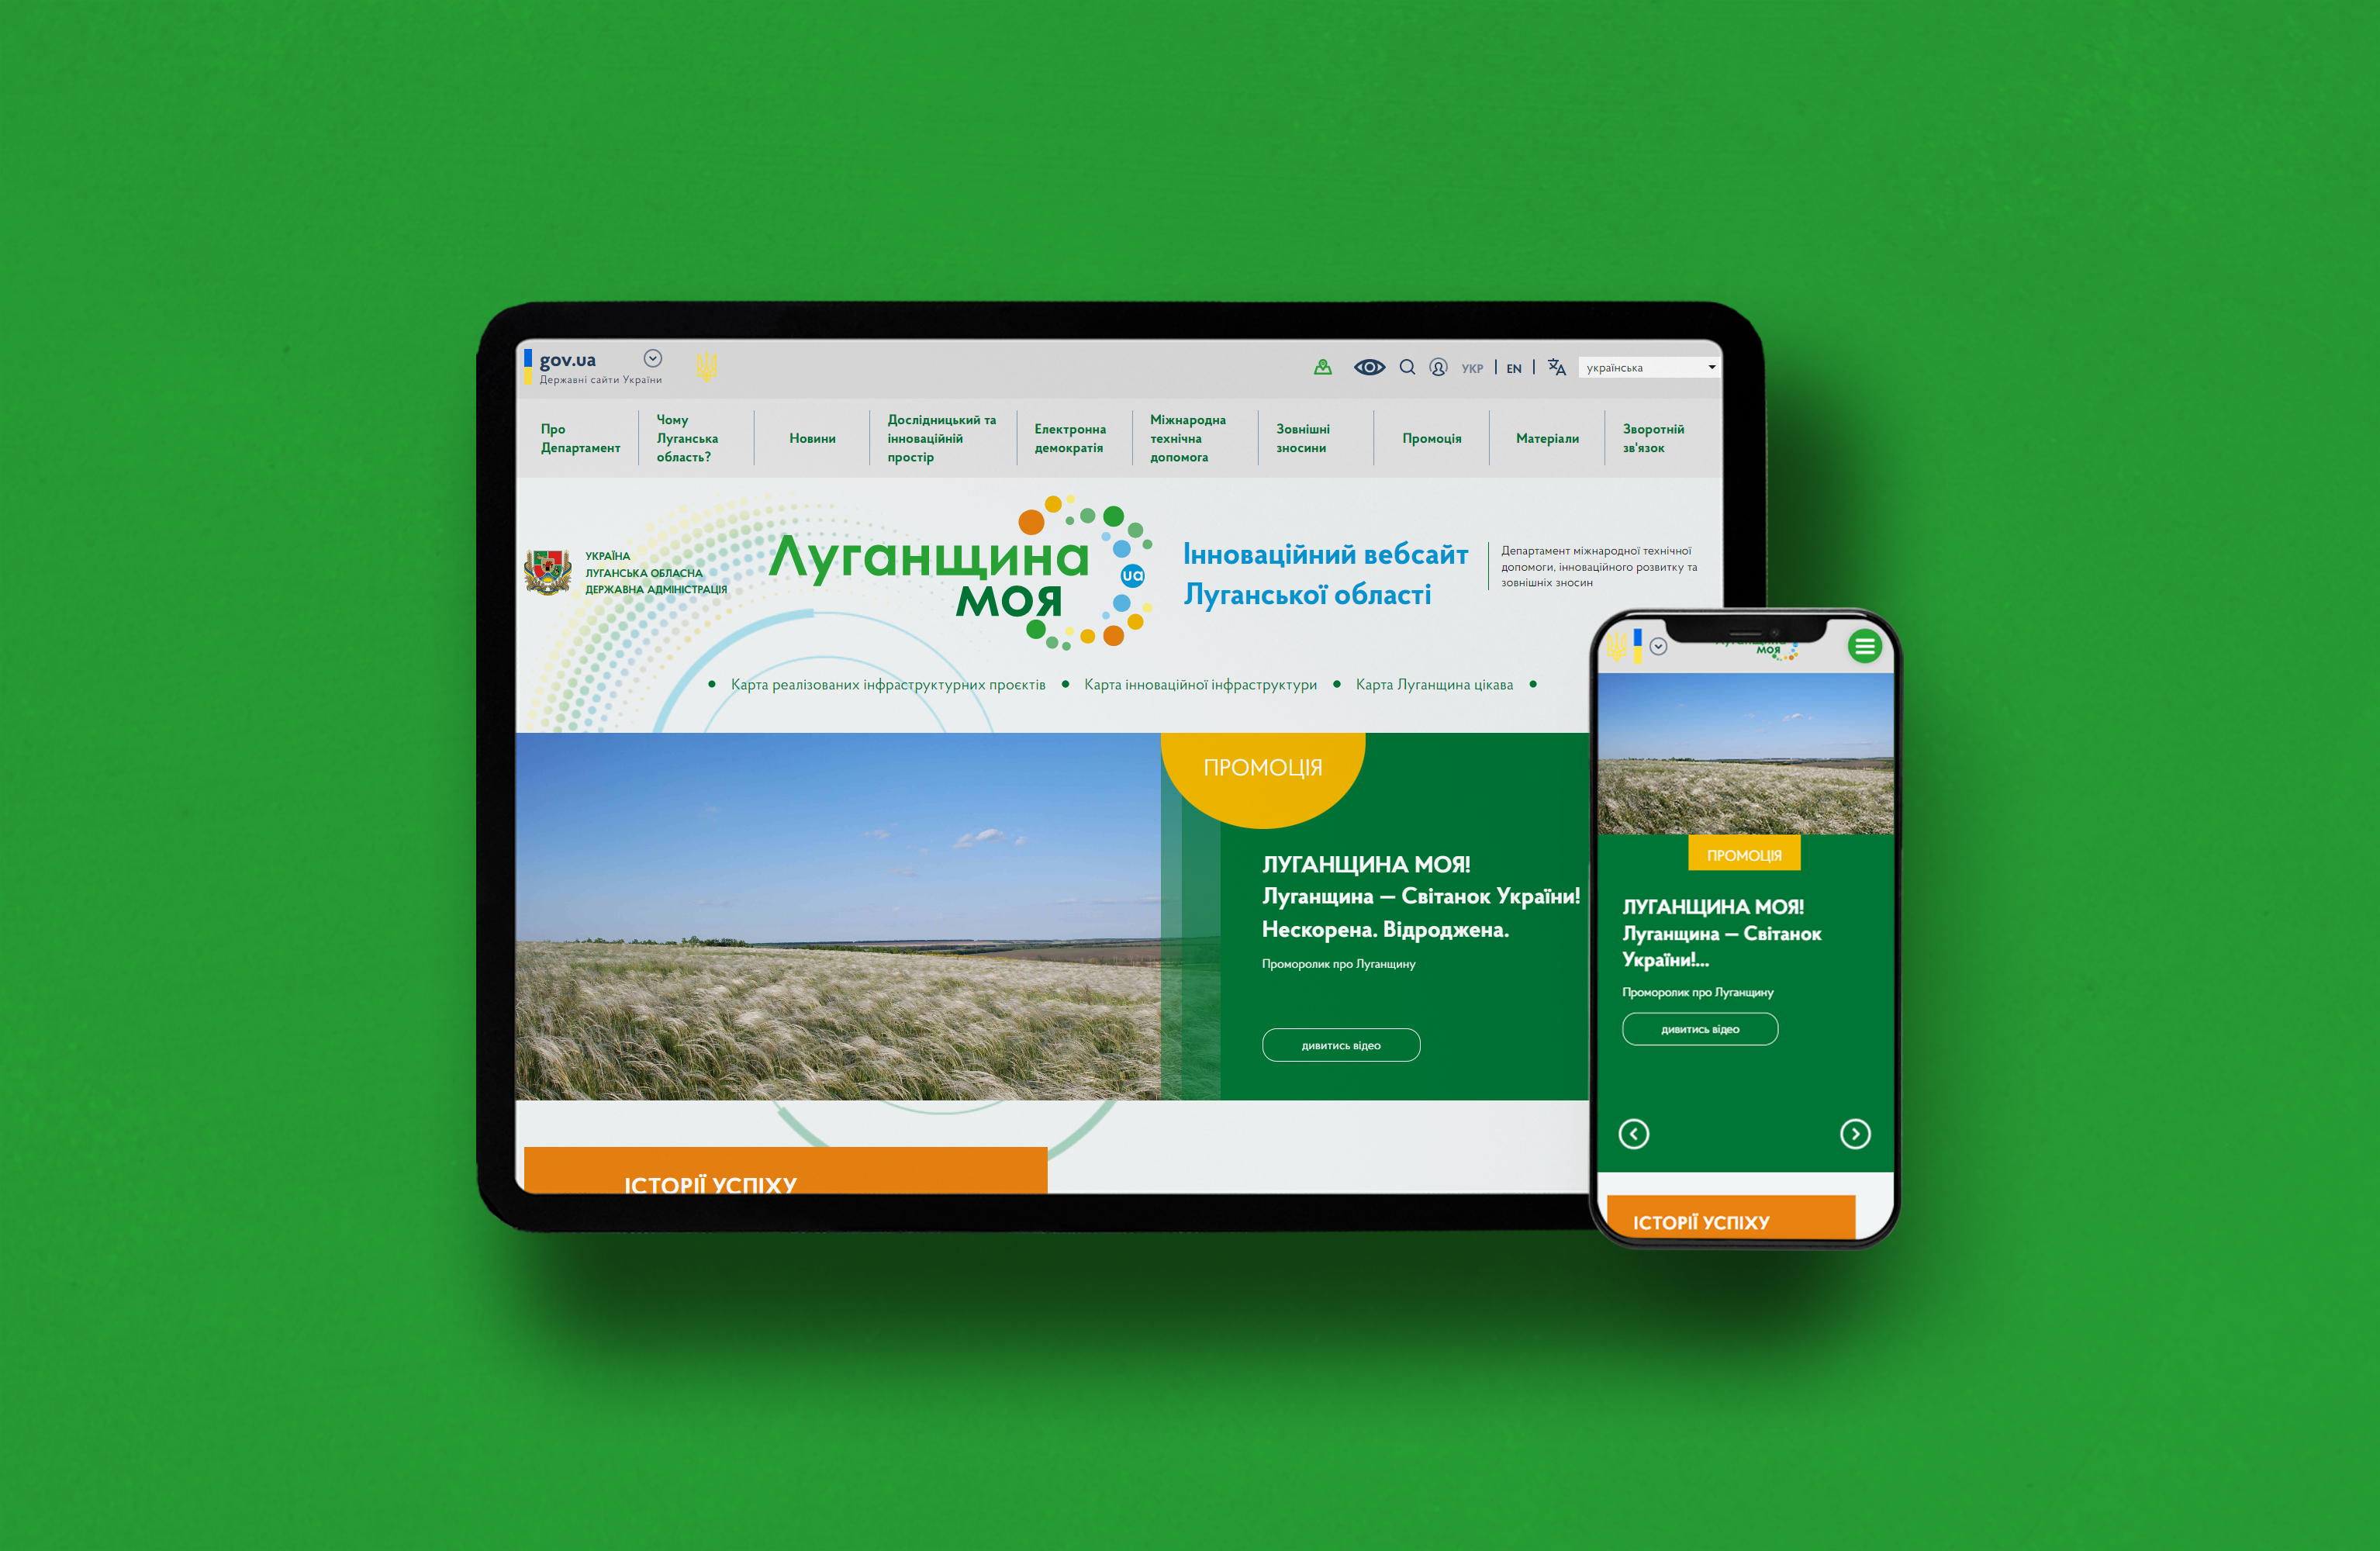 gov.ua
Державні сайти України
УКР
EN
українська
Про
Департамент
Чому
Луганська
область?
Новини
Дослідницький та
інноваційній
простір
Електронна
демократія
Міжнародна
технічна
допомога
Зовнішні
зносини
Промоція
Матеріали
Зворотній
зв'язок
УКРАЇНА
ЛУГАНСЬКА ОБЛАСНА
ДЕРЖАВНА АДМІНІСТРАЦІЯ
Луганщина
моя
ua
Інноваційний вебсайт
Луганської області
Департамент міжнародної технічної
допомоги, інноваційного розвитку та
зовнішніх зносин
Карта реалізованих інфраструктурних проєктів
Карта інноваційної інфраструктури
Карта Луганщина цікава
ПРОМОЦІЯ
ЛУГАНЩИНА МОЯ!
Луганщина – Світанок України!
Нескорена. Відроджена.
Проморолик про Луганщину
дивитись відео
ІСТОРІЇ УСПІХУ
моя
ПРОМОЦІЯ
ЛУГАНЩИНА МОЯ!
Луганщина – Світанок
України!...
Проморолик про Луганщину
дивитись відео
ІСТОРІЇ УСПІХУ